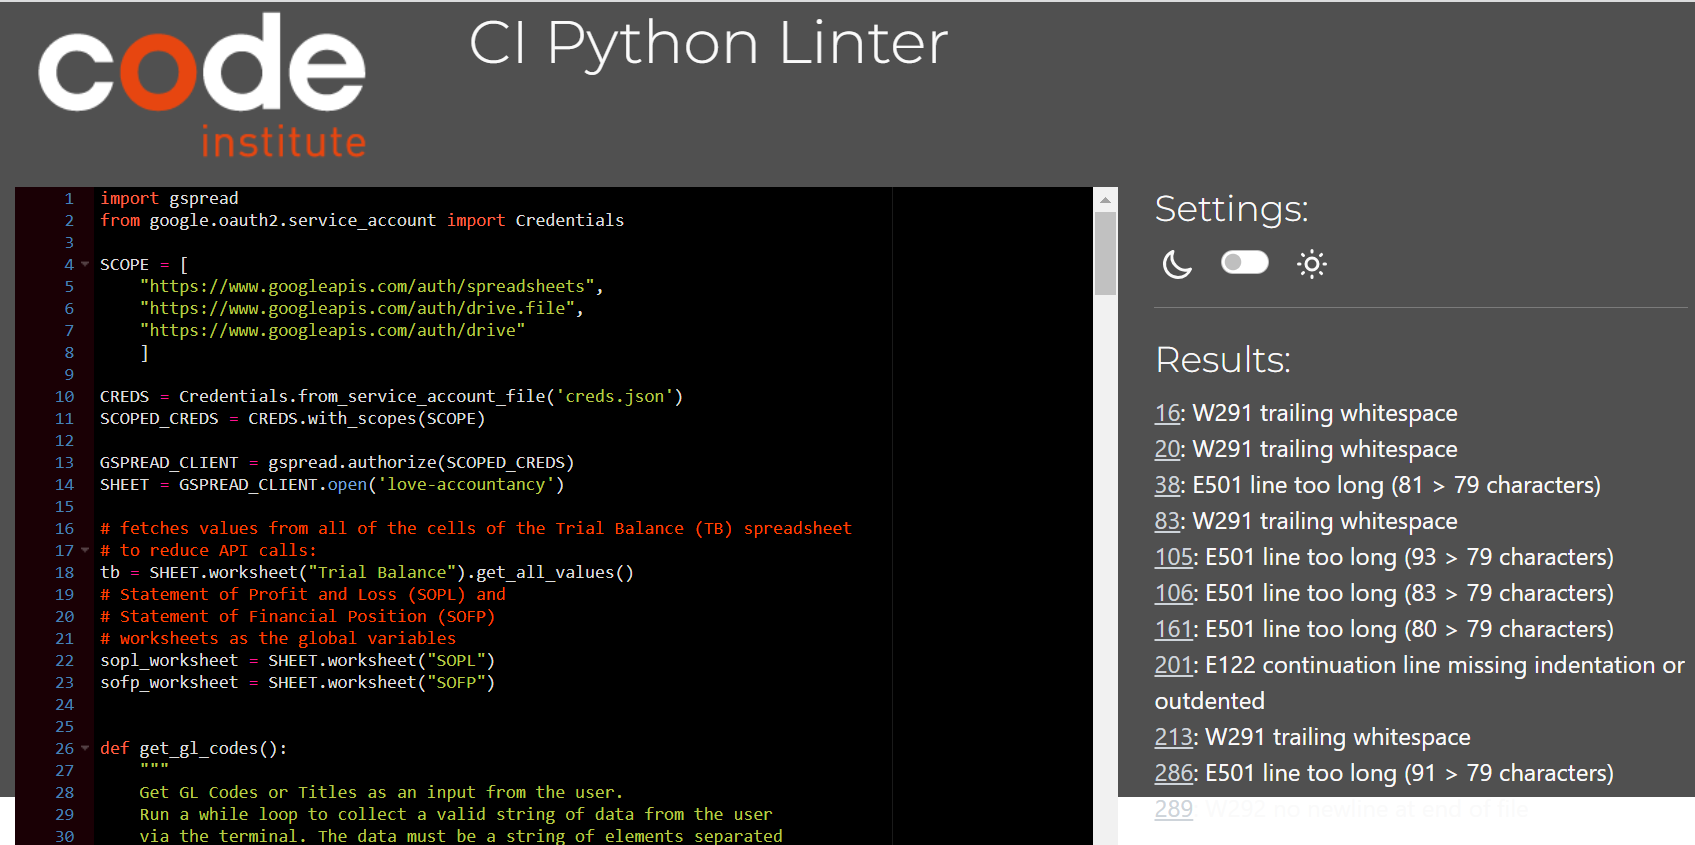 code
institute
CI Python Linter
1 import gspread
2 from google.oauth2.service_account import Credentials
3
4 SCOPE = [
5     "https://www.googleapis.com/auth/spreadsheets",
6     "https://www.googleapis.com/auth/drive.file",
7     "https://www.googleapis.com/auth/drive"
8     ]
9
10 CREDS = Credentials.from_service_account_file('creds.json')
11 SCOPED_CREDS = CREDS.with_scopes(SCOPE)
12
13 GSPREAD_CLIENT = gspread.authorize(SCOPED_CREDS)
14 SHEET = GSPREAD_CLIENT.open('love-accountancy')
15
16 # fetches values from all of the cells of the Trial Balance (TB) spreadsheet
17 # to reduce API calls:
18 tb = SHEET.worksheet("Trial Balance").get_all_values()
19 # Statement of Profit and Loss (SOPL) and
20 # Statement of Financial Position (SOFP)
21 # worksheets as the global variables
22 sopl_worksheet = SHEET.worksheet("SOPL")
23 sofp_worksheet = SHEET.worksheet("SOFP")
24
25
26 def get_gl_codes():
27     """
28     Get GL Codes or Titles as an input from the user.
29     Run a while loop to collect a valid string of data from the user
30     via the terminal. The data must be a string of elements separated
Settings:
Results:
16: W291 trailing whitespace
20: W291 trailing whitespace
38: E501 line too long (81 > 79 characters)
83: W291 trailing whitespace
105: E501 line too long (93 > 79 characters)
106: E501 line too long (83 > 79 characters)
161: E501 line too long (80 > 79 characters)
201: E122 continuation line missing indentation or
outdented
213: W291 trailing whitespace
286: E501 line too long (91 > 79 characters)
289: W292 no newline at end of file